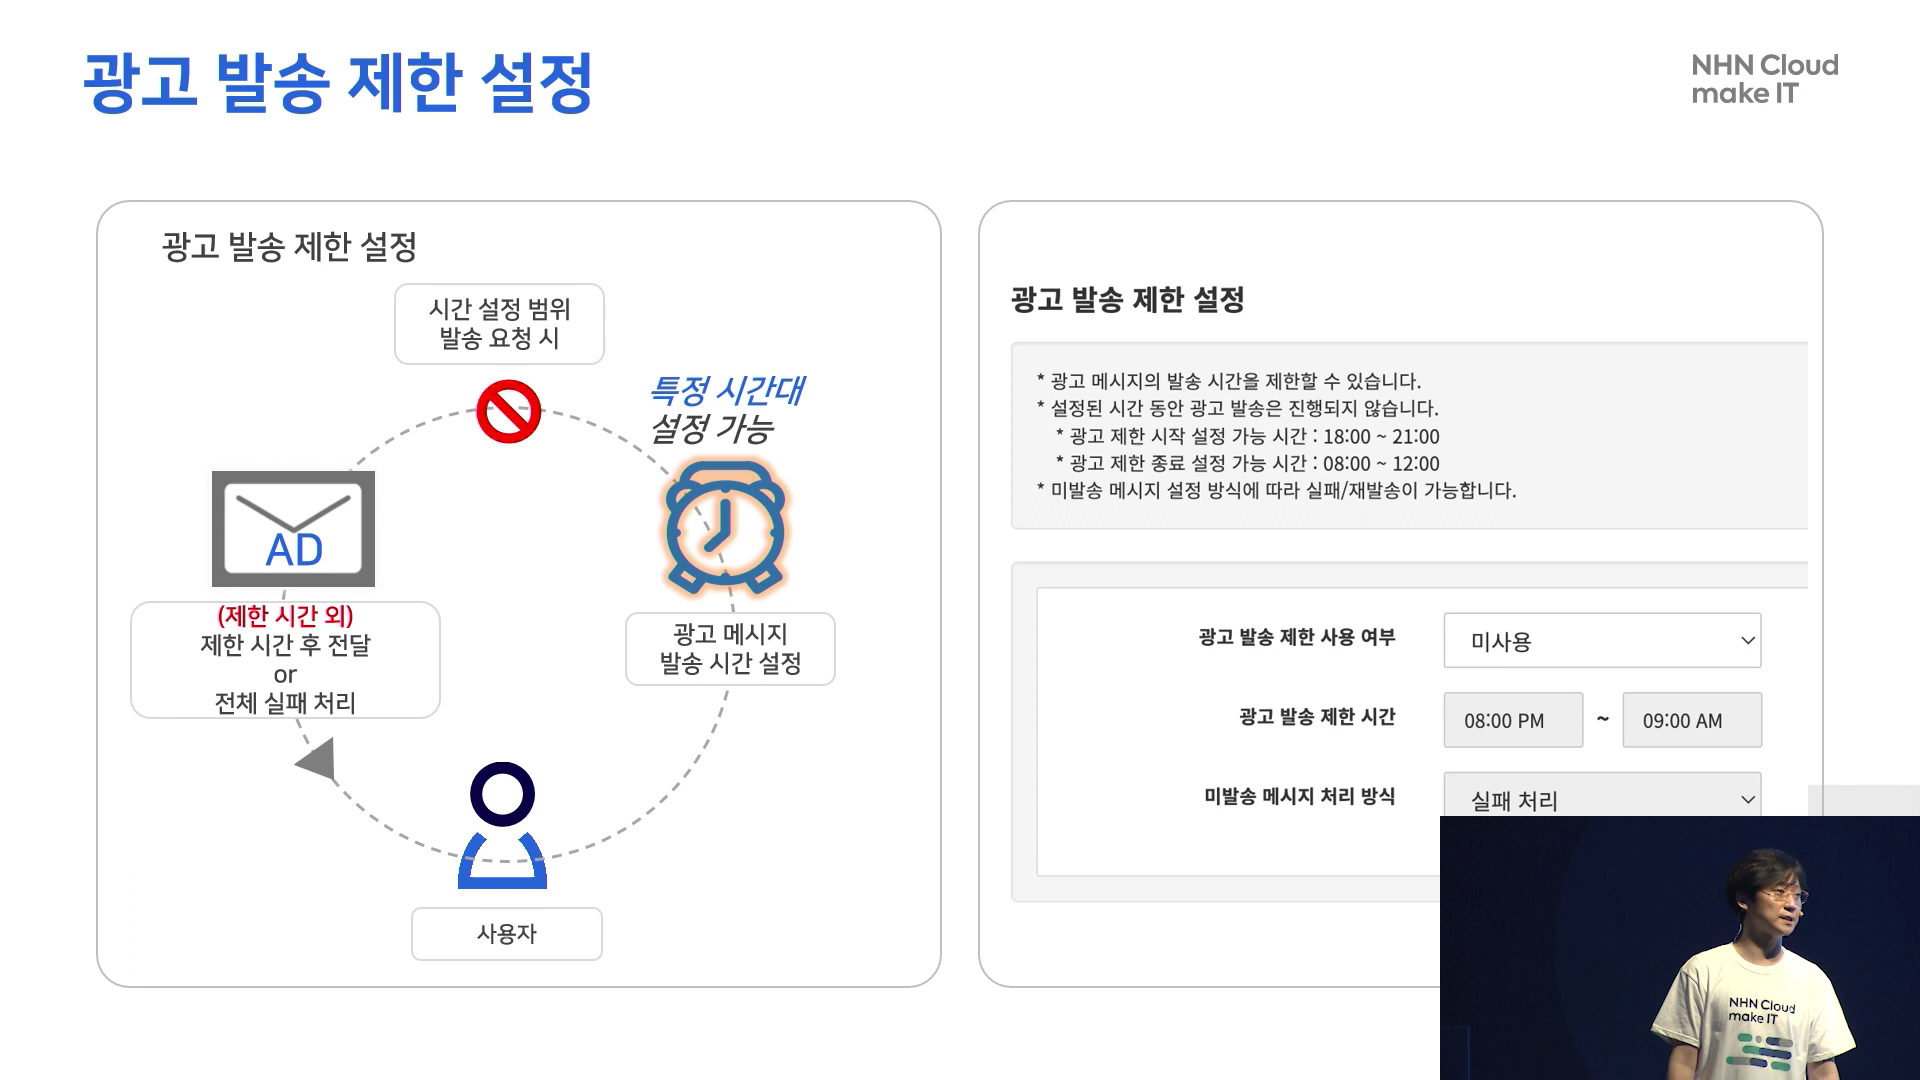 광고 발송 제한 설정
NHN Cloud
make IT
광고 발송 제한 설정
시간 설정 범위
발송 요청 시
특정 시간대
설정 가능
AD
(제한 시간 외)
제한 시간 후 전달
or
전체 실패 처리
광고 메시지
발송 시간 설정
사용자
광고 발송 제한 설정
* 광고 메시지의 발송 시간을 제한할 수 있습니다.
* 설정된 시간 동안 광고 발송은 진행되지 않습니다.
* 광고 제한 시작 설정 가능 시간 : 18:00 ~ 21:00
* 광고 제한 종료 설정 가능 시간 : 08:00 ~ 12:00
* 미발송 메시지 설정 방식에 따라 실패/재발송이 가능합니다.
광고 발송 제한 사용 여부 미사용
광고 발송 제한 시간 08:00 PM ~ 09:00 AM
미발송 메시지 처리 방식 실패 처리
NHN Cloud
make IT